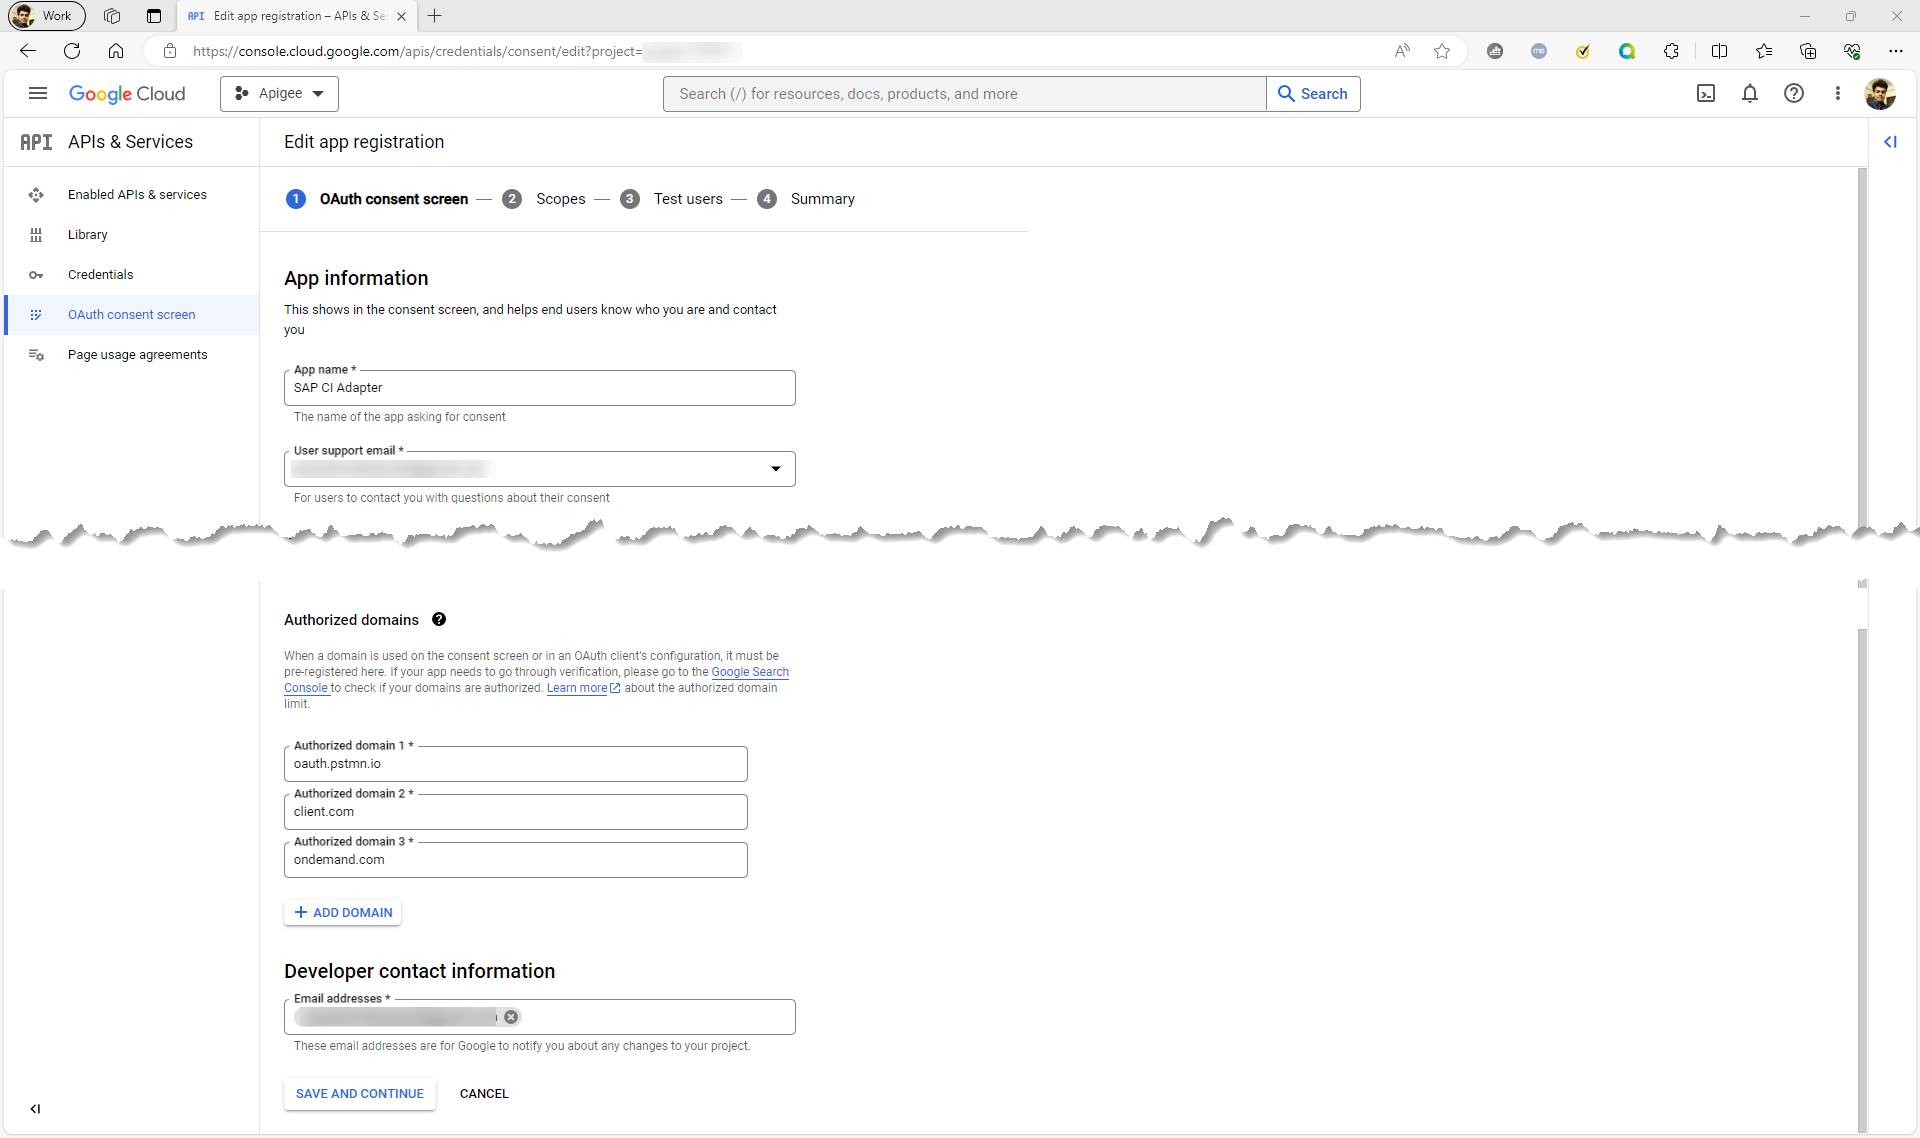 Work
API Edit app registration – APIs & Se
https://console.cloud.google.com/apis/credentials/consent/edit?project=
Google Cloud
Apigee
Search (/) for resources, docs, products, and more
Search
API APIs & Services
Edit app registration
Enabled APIs & services
Library
Credentials
OAuth consent screen
Page usage agreements
1 OAuth consent screen — 2 Scopes — 3 Test users — 4 Summary
App information
This shows in the consent screen, and helps end users know who you are and contact
you
App name *
SAP CI Adapter
The name of the app asking for consent
User support email *
For users to contact you with questions about their consent
Authorized domains
When a domain is used on the consent screen or in an OAuth client's configuration, it must be
pre-registered here. If your app needs to go through verification, please go to the Google Search
Console to check if your domains are authorized. Learn more about the authorized domain
limit.
Authorized domain 1 *
oauth.pstmn.io
Authorized domain 2 *
client.com
Authorized domain 3 *
ondemand.com
+ ADD DOMAIN
Developer contact information
Email addresses *
These email addresses are for Google to notify you about any changes to your project.
SAVE AND CONTINUE
CANCEL